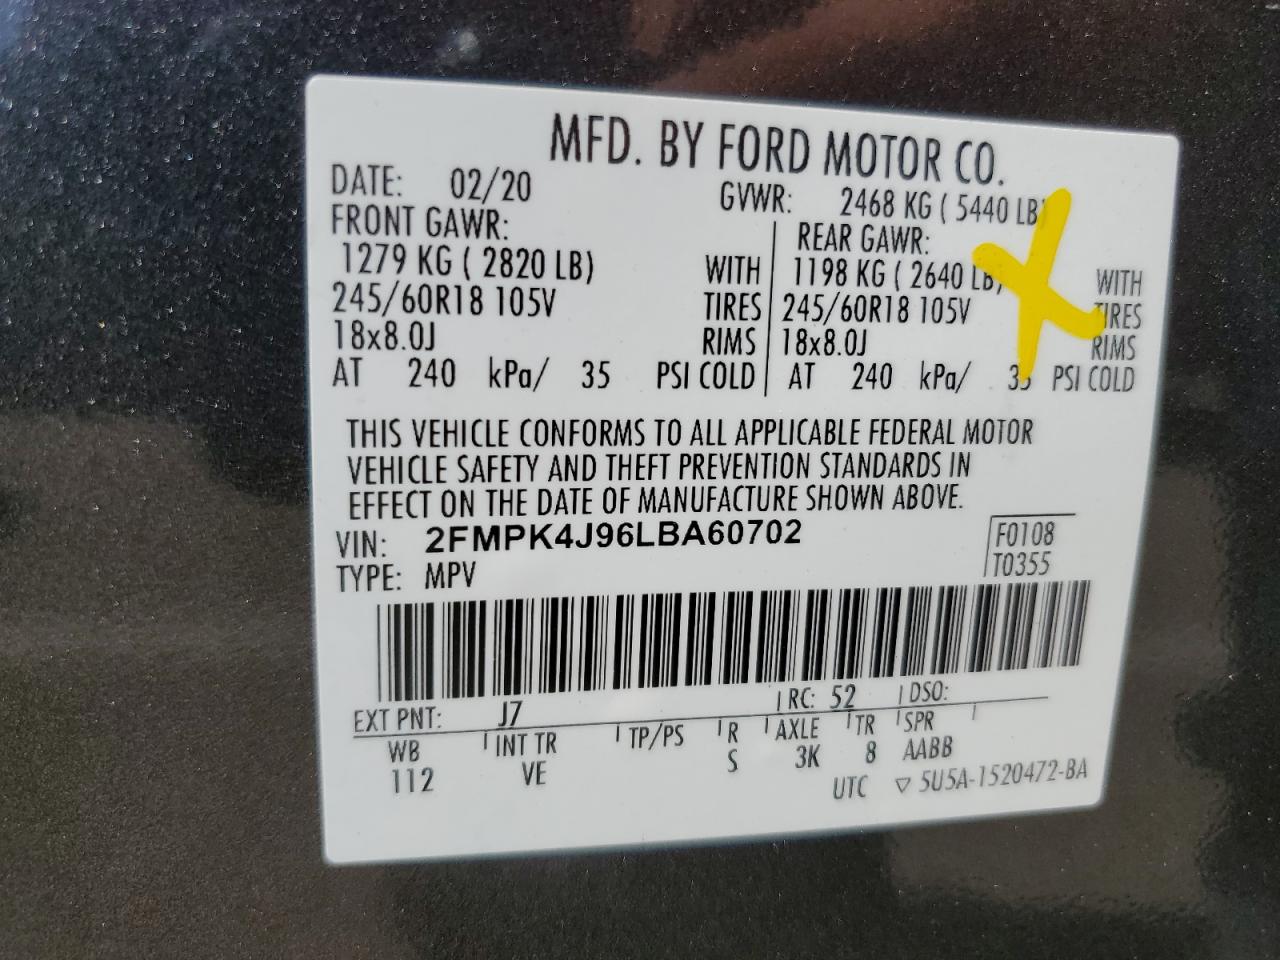 MFD. BY FORD MOTOR CO.
DATE: 02/20 GVWR: 2468 KG ( 5440 LB)
FRONT GAWR: REAR GAWR:
1279 KG ( 2820 LB) WITH 1198 KG ( 2640 LB) WITH
245/60R18 105V TIRES 245/60R18 105V TIRES
18x8.0J RIMS 18x8.0J RIMS
AT 240 kPa/ 35 PSI COLD AT 240 kPa/ 35 PSI COLD
THIS VEHICLE CONFORMS TO ALL APPLICABLE FEDERAL MOTOR
VEHICLE SAFETY AND THEFT PREVENTION STANDARDS IN
EFFECT ON THE DATE OF MANUFACTURE SHOWN ABOVE.
VIN: 2FMPK4J96LBA60702 F0108
TYPE: MPV T0355
EXT PNT: J7 RC: 52 DSO:
WB INT TR TP/PS R AXLE TR SPR
112 VE S 3K 8 AABB
UTC ▽ 5U5A-1520472-BA